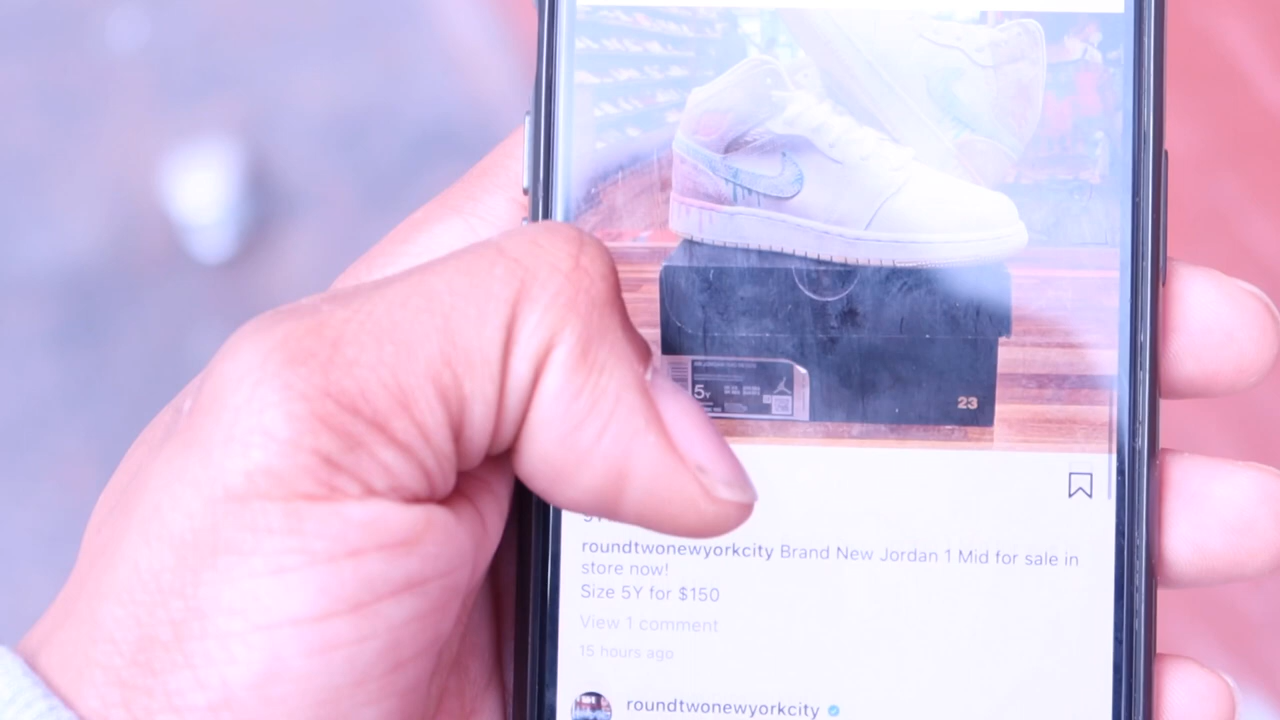 5Y
23
roundtwonewyorkcity Brand New Jordan 1 Mid for sale in
store now!
Size 5Y for $150
View 1 comment
15 hours ago
roundtwonewyorkcity